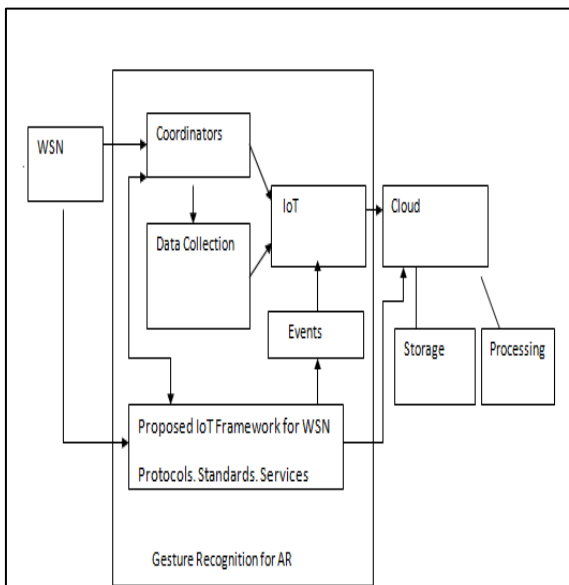 Coordinators
WSN
IoT
Cloud
Data Collection
Events
Storage
Processing
Proposed IoT Framework for WSN
Protocols. Standards. Services
Gesture Recognition for AR